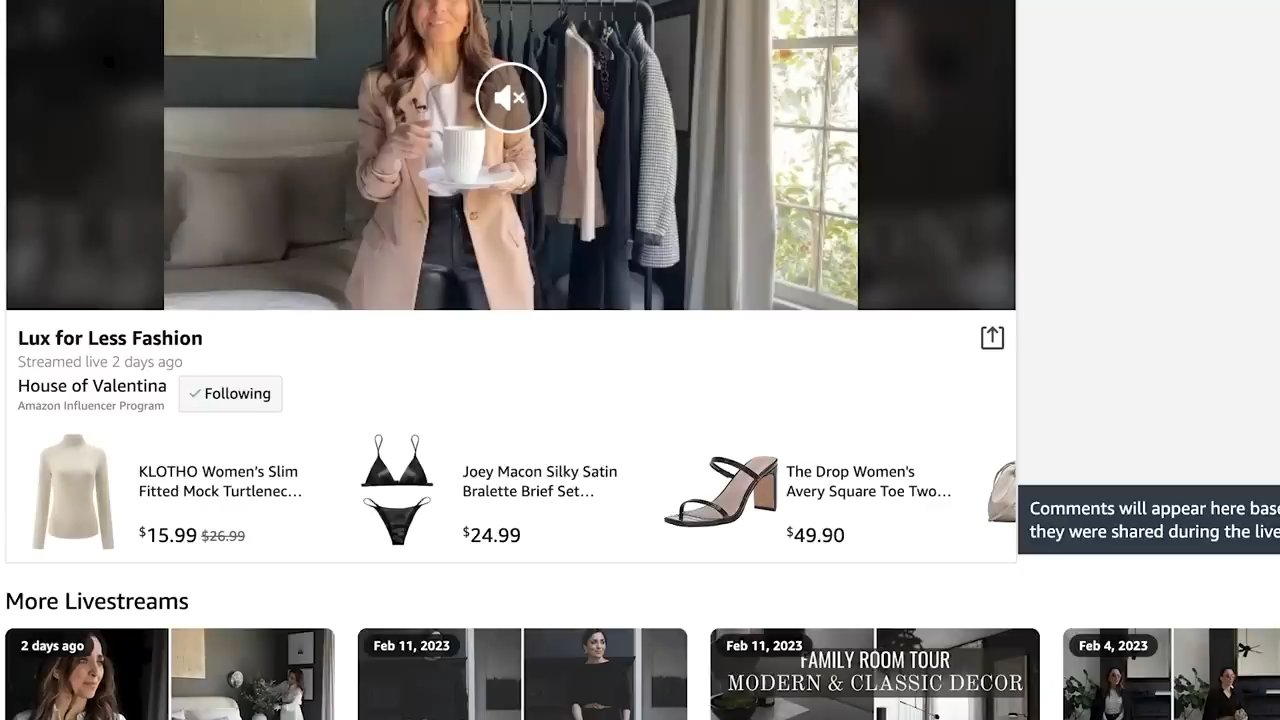 Lux for Less Fashion
Streamed live 2 days ago
House of Valentina
Amazon Influencer Program
Following
KLOTHO Women's Slim
Fitted Mock Turtlenec...
$15.99 $26.99
Joey Macon Silky Satin
Bralette Brief Set...
$24.99
The Drop Women's
Avery Square Toe Two...
$49.90
Comments will appear here base
they were shared during the live
More Livestreams
2 days ago
Feb 11, 2023
Feb 11, 2023
FAMILY ROOM TOUR
MODERN & CLASSIC DECOR
Feb 4, 2023